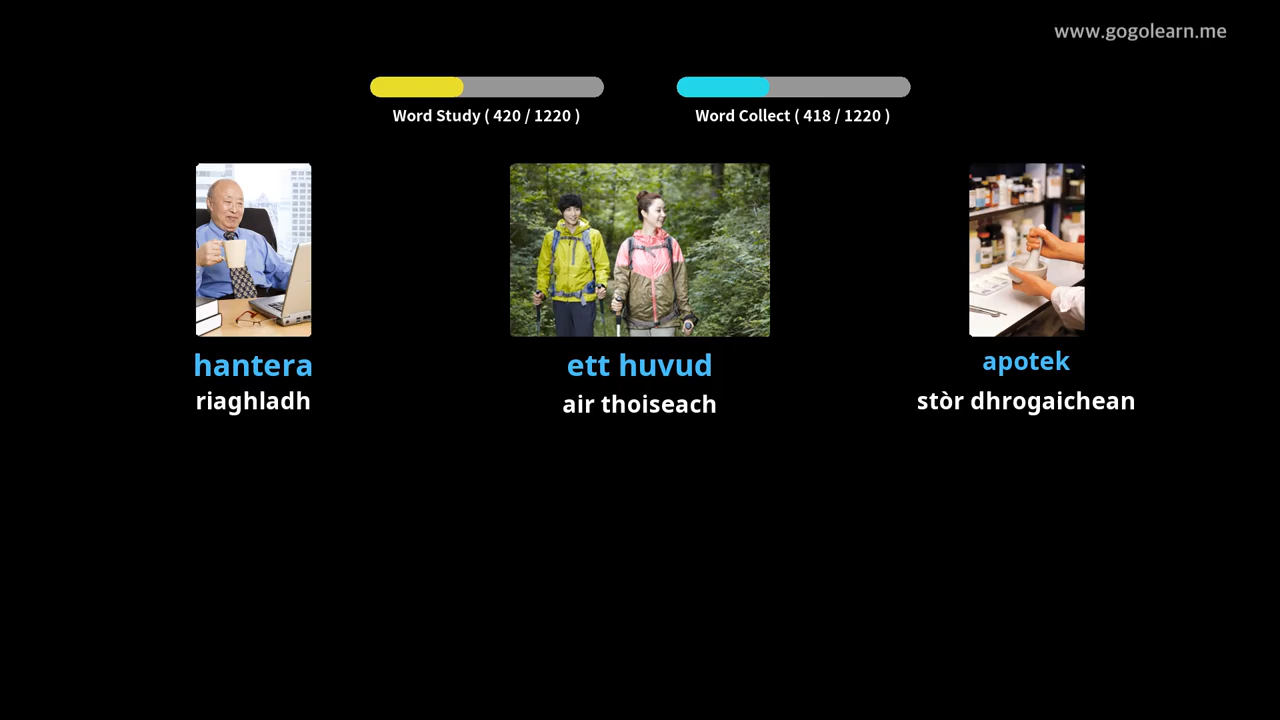 www.gogolearn.me
Word Study ( 420 / 1220 )
Word Collect ( 418 / 1220 )
hantera
riaghladh
ett huvud
air thoiseach
apotek
stòr dhrogaichean